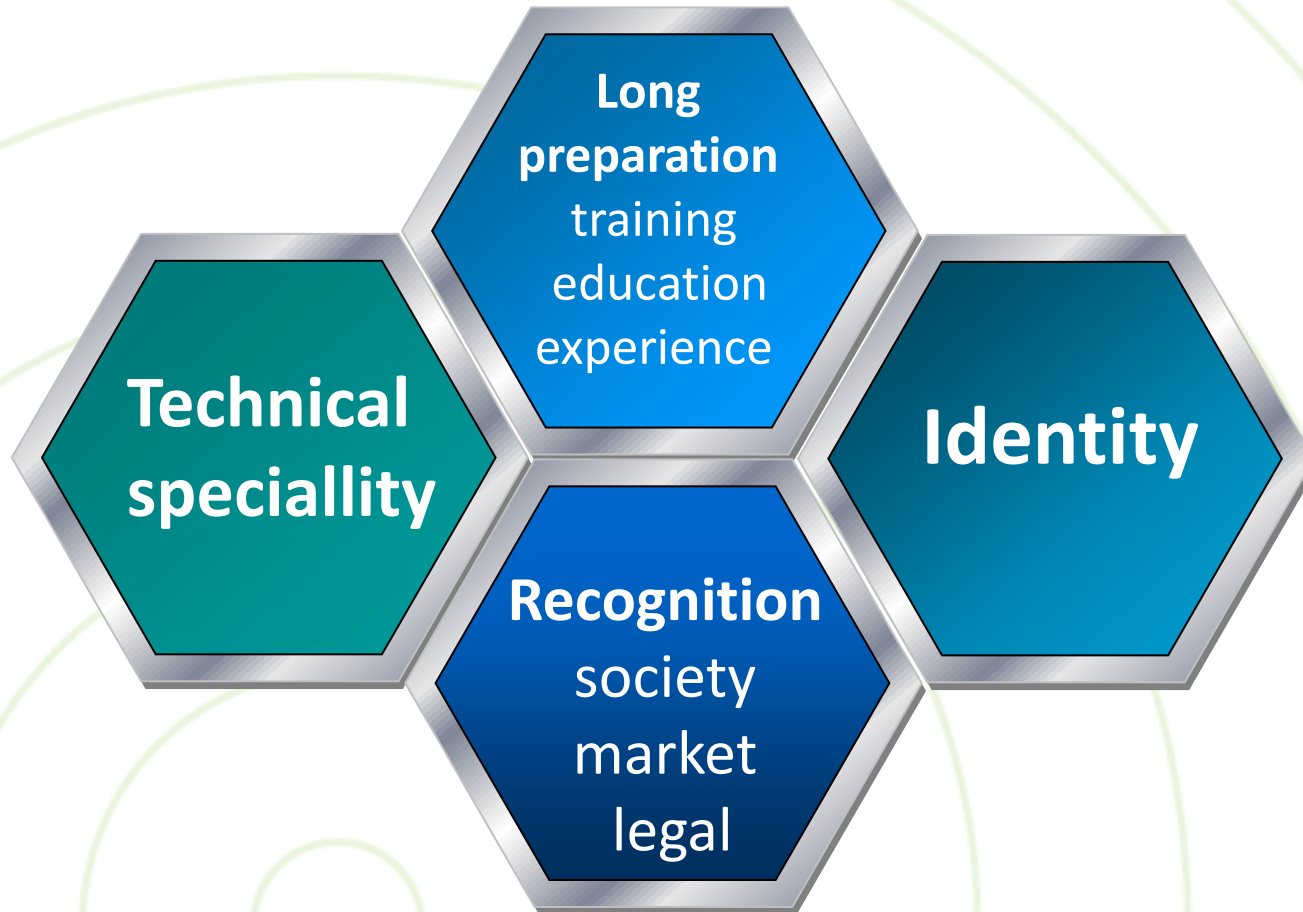 Long
preparation
training
education
experience
Technical
speciallity
Identity
Recognition
society
market
legal